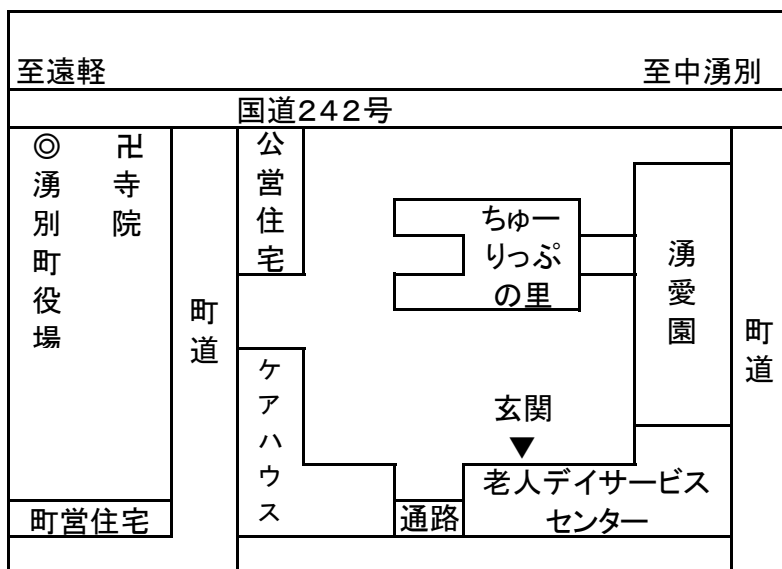 至遠軽
至中湧別
国道242号
◎湧別町役場
卍寺院
町道
公営住宅
ちゅー
りっぷ
の里
湧愛園
町道
ケアハウス
玄関
▼
老人デイサービス
センター
通路
町営住宅